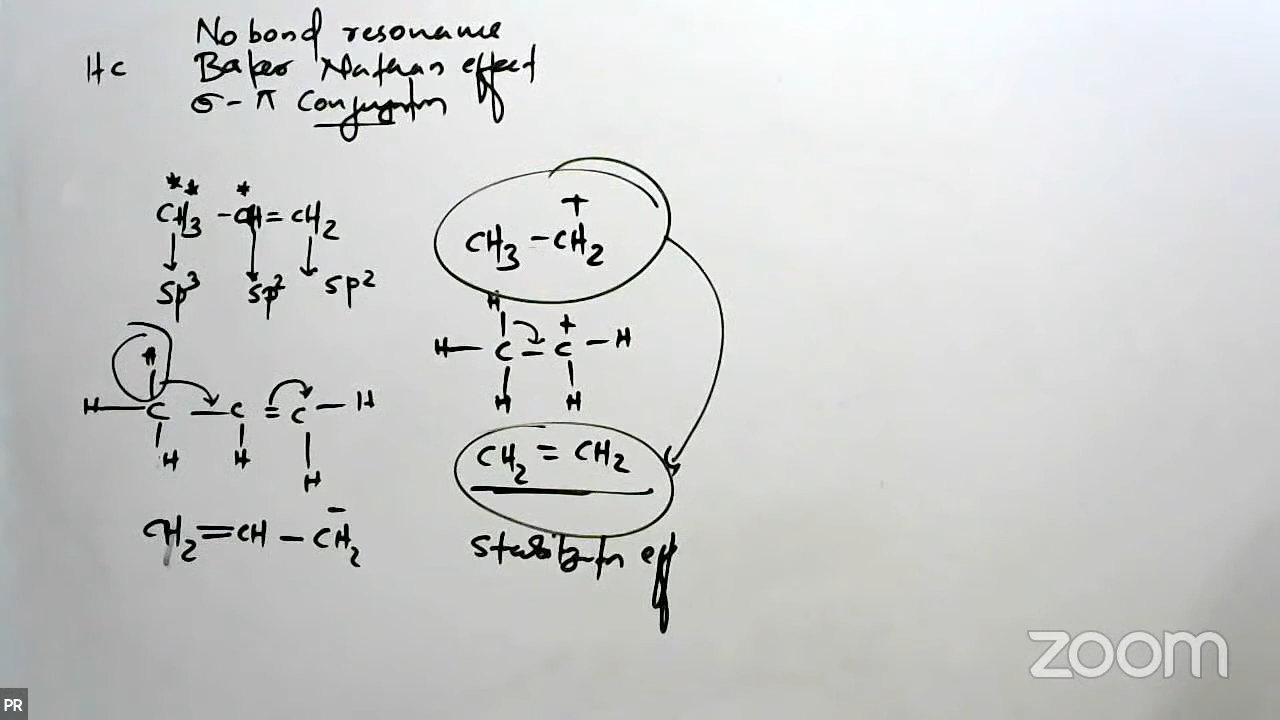 No bond resonance
Hc Baker Nathan effect
σ-π Conjugation
** *
CH3 - CH = CH2
sp3 sp2 sp2
H
H C C = C H
H H H
CH2 = CH - CH2
-
+
CH3 - CH2
H
+
H C - C - H
H H
CH2 = CH2
zoom
PR